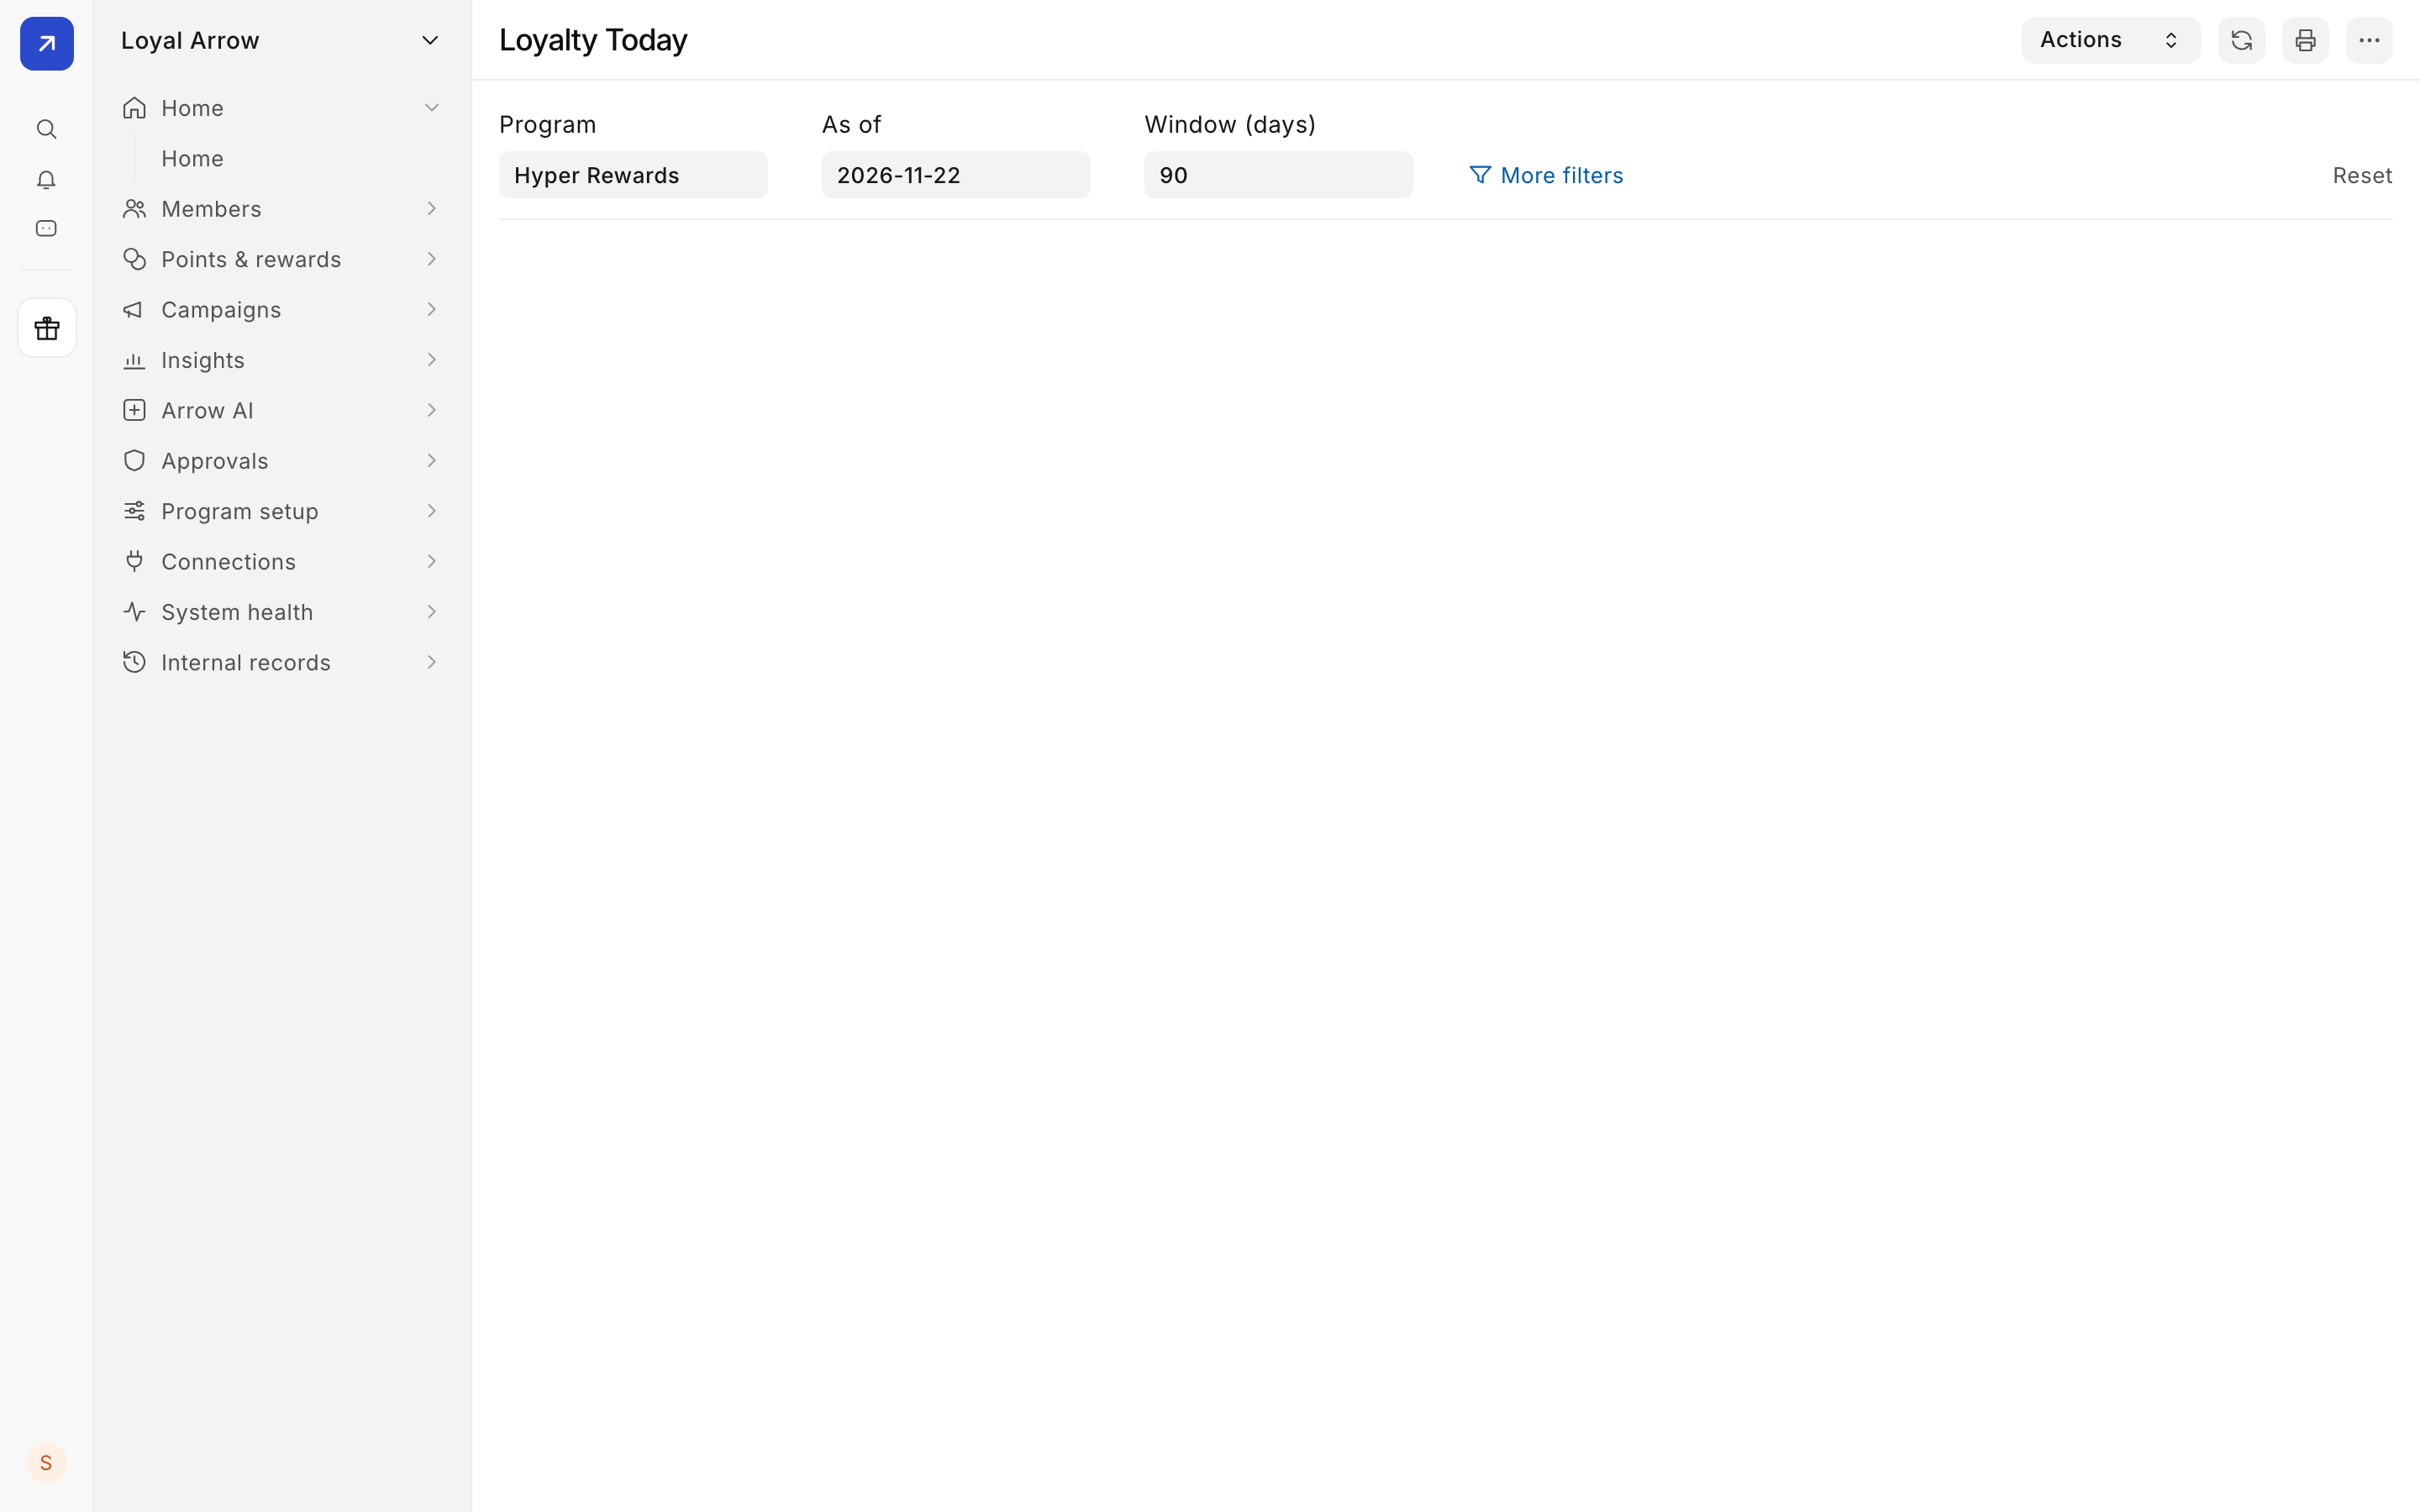 Loyal Arrow
Home
Home
Members
Points & rewards
Campaigns
Insights
Arrow AI
Approvals
Program setup
Connections
System health
Internal records
S
Loyalty Today
Actions
Program
As of
Window (days)
Hyper Rewards
2026-11-22
90
More filters
Reset